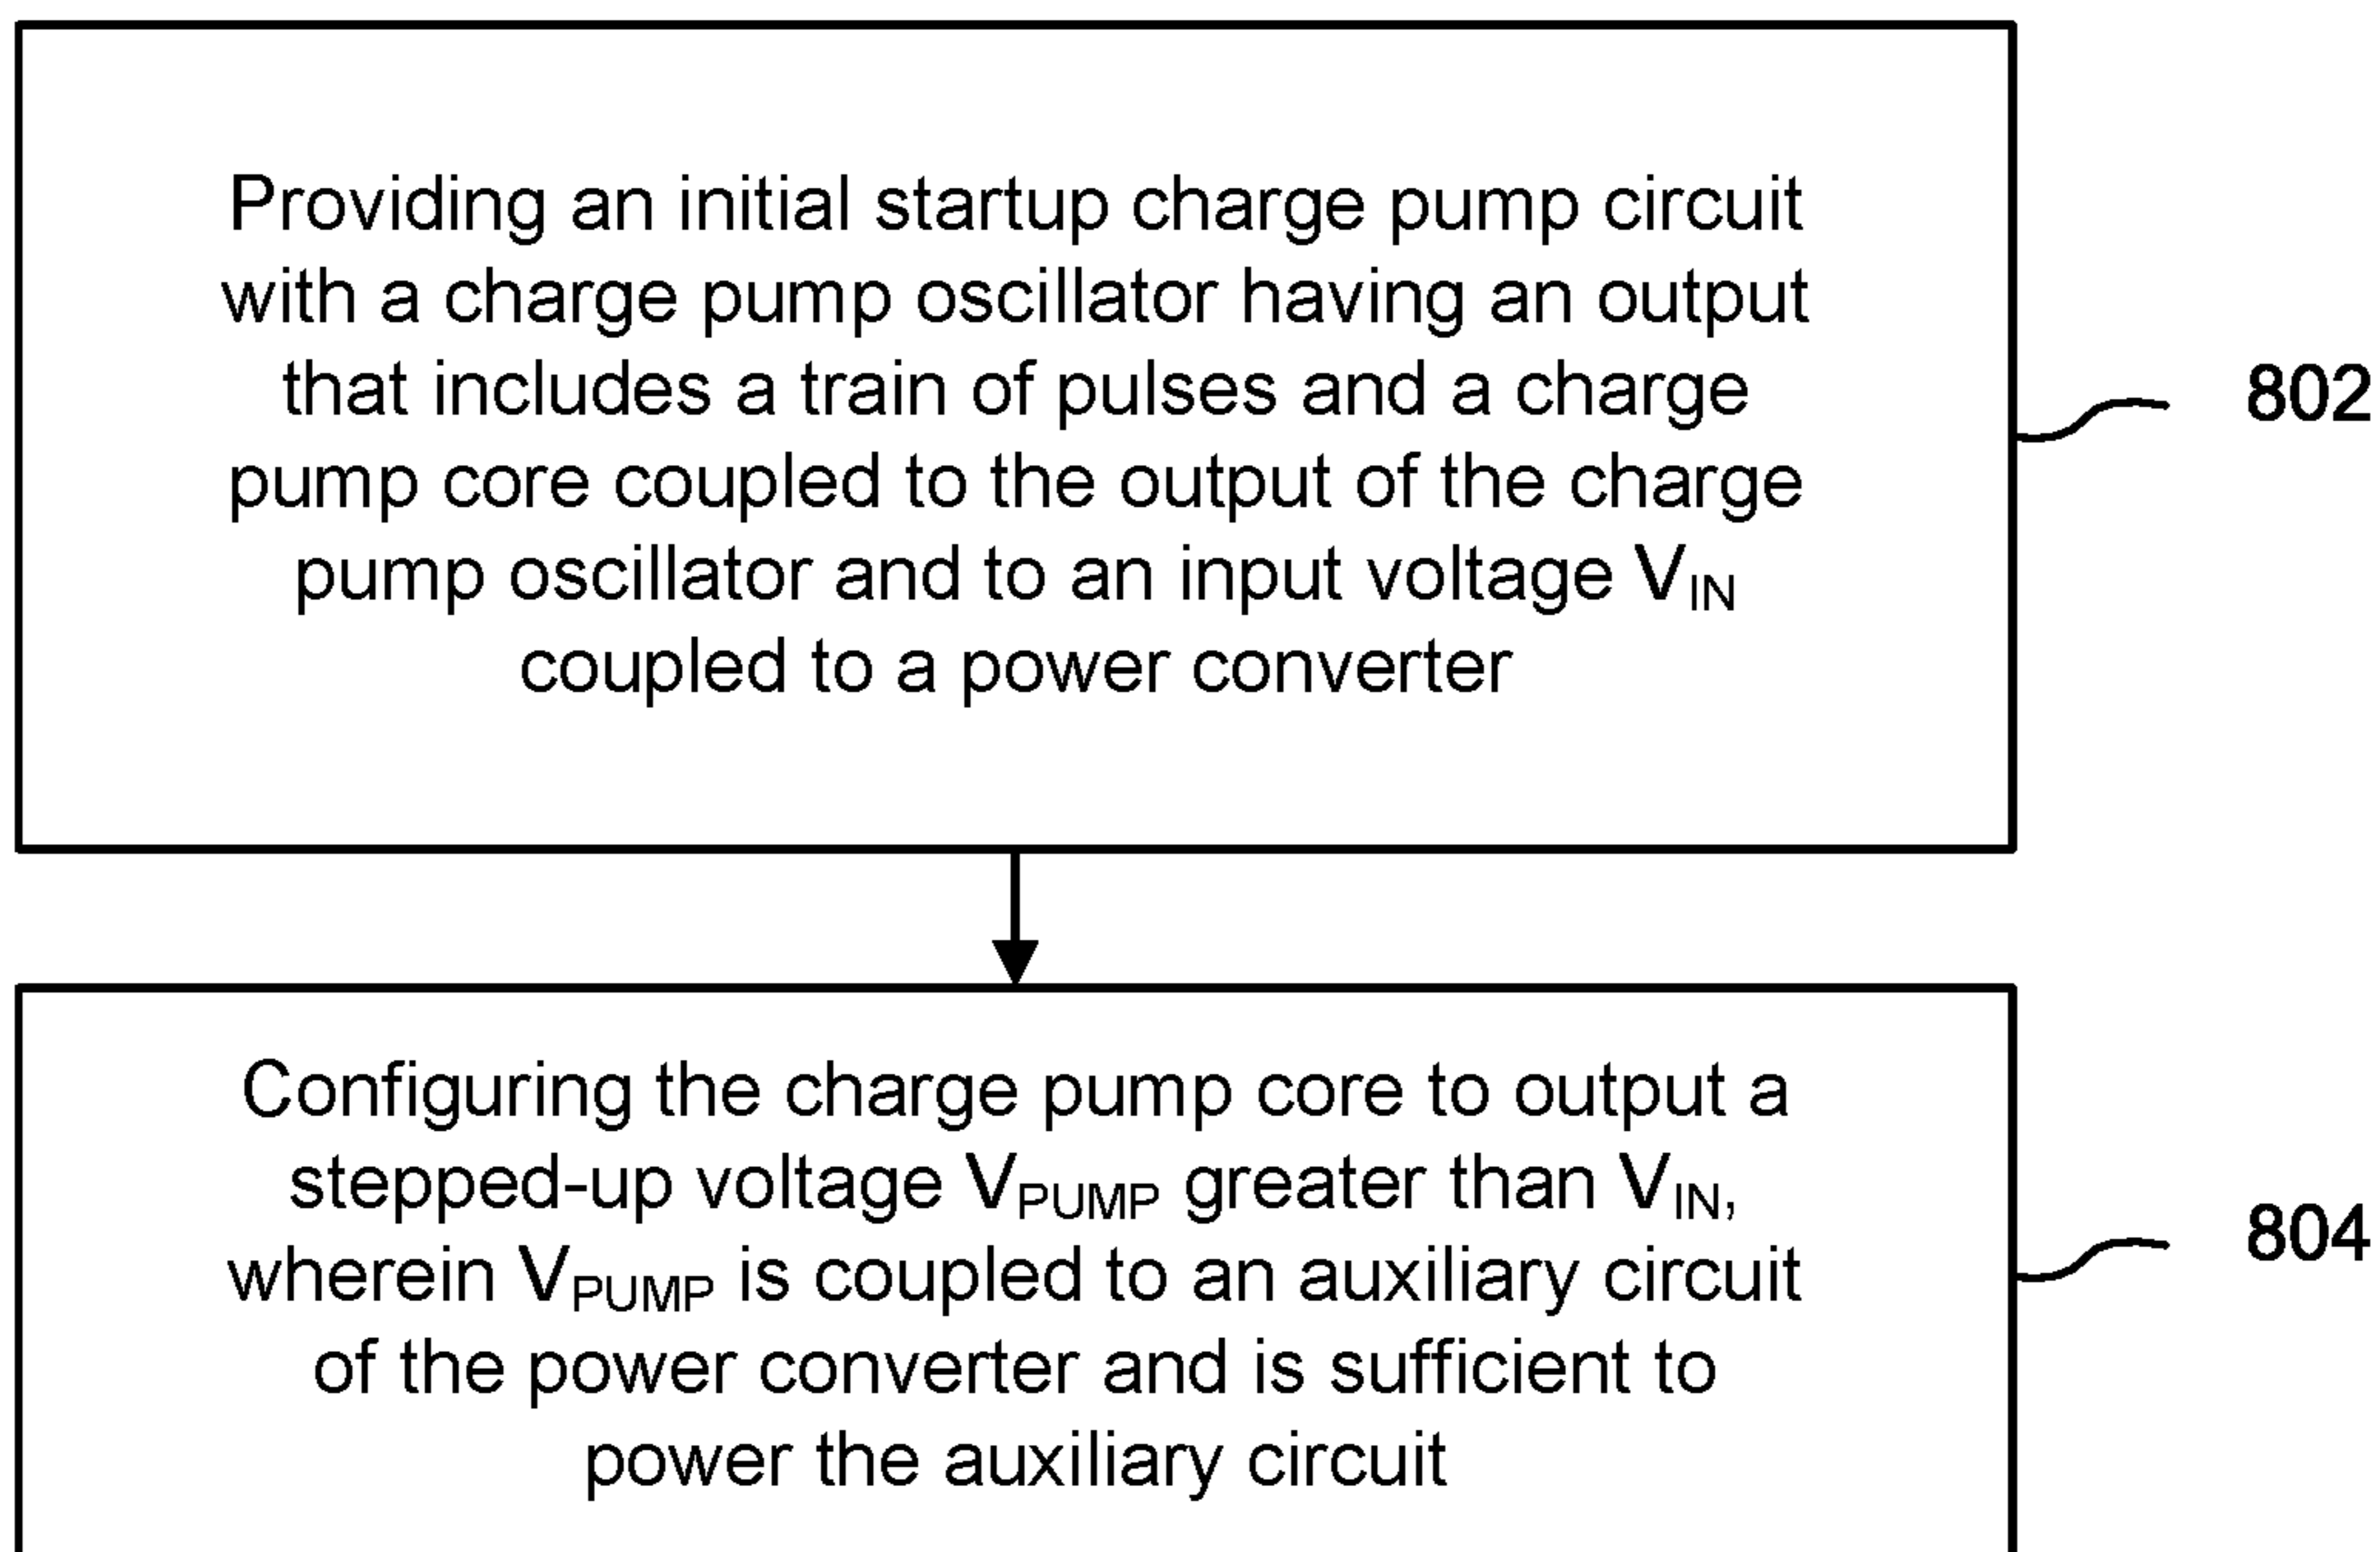 Providing an initial startup charge pump circuit
with a charge pump oscillator having an output
that includes a train of pulses and a charge
pump core coupled to the output of the charge
pump oscillator and to an input voltage VIN
coupled to a power converter
802
Configuring the charge pump core to output a
stepped-up voltage VPUMP greater than VIN,
wherein VPUMP is coupled to an auxiliary circuit
of the power converter and is sufficient to
power the auxiliary circuit
804